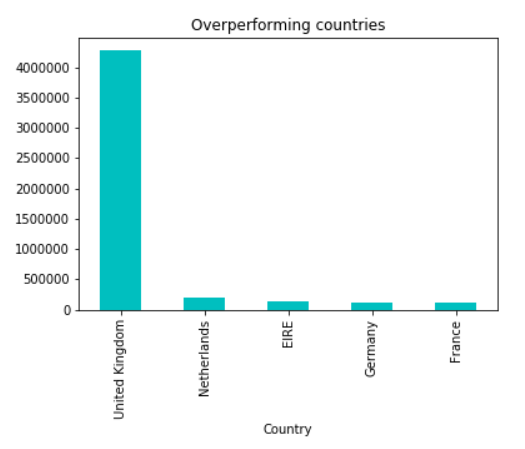 Overperforming countries
4000000
3500000
3000000
2500000
2000000
1500000
1000000
500000
0
United Kingdom
Netherlands
EIRE
Germany
France
Country